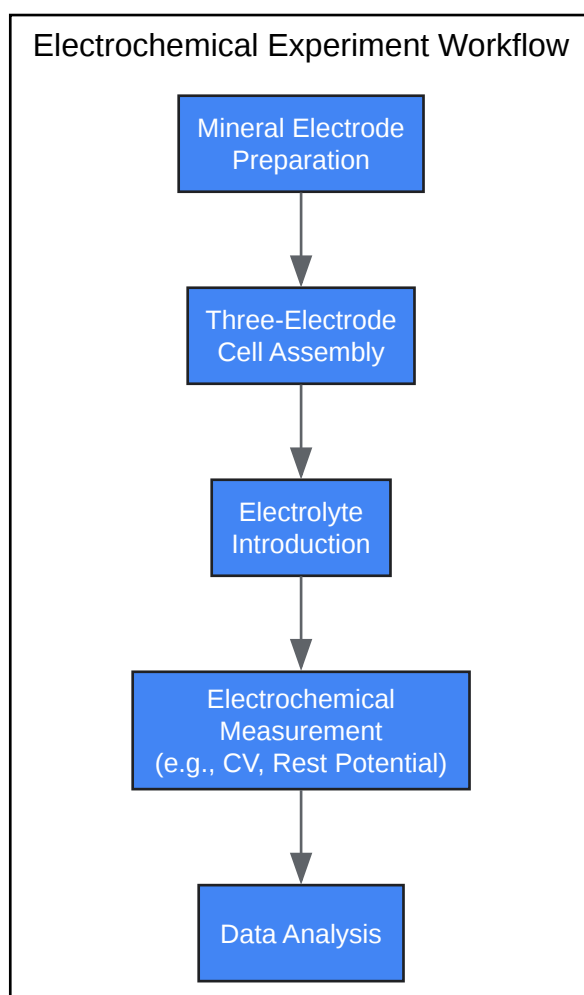 Electrochemical Experiment Workflow
Mineral Electrode
Preparation
Three-Electrode
Cell Assembly
Electrolyte
Introduction
Electrochemical
Measurement
(e.g., CV, Rest Potential)
Data Analysis